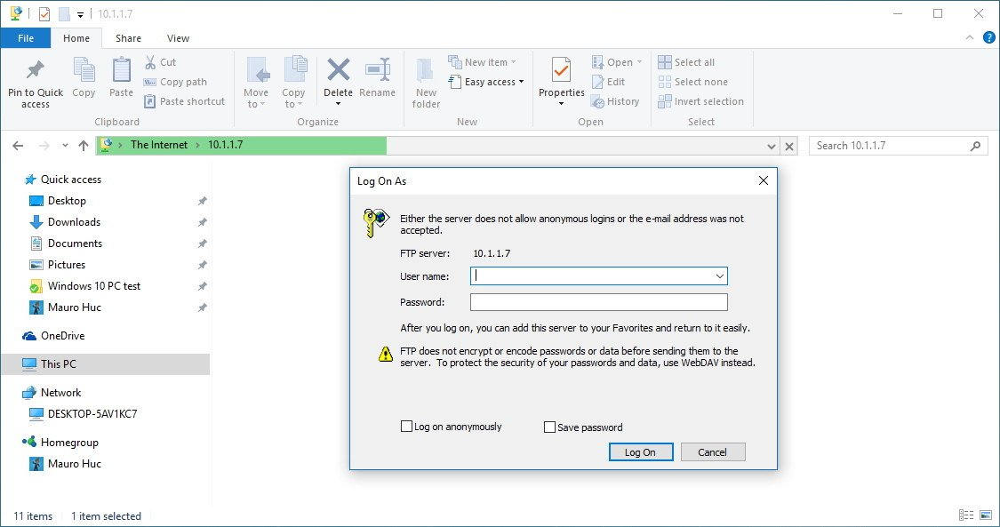 10.1.1.7
File Home Share View
Pin to Quick access
Copy
Paste
Cut
Copy path
Paste shortcut
Clipboard
Move to
Copy to
Delete
Rename
Organize
New folder
New item
Easy access
New
Properties
Open
Edit
History
Open
Select all
Select none
Invert selection
Select
The Internet 10.1.1.7
Search 10.1.1.7
Quick access
Desktop
Downloads
Documents
Pictures
Windows 10 PC test
Mauro Huc
OneDrive
This PC
Network
DESKTOP-5AV1KC7
Homegroup
Mauro Huc
Log On As
Either the server does not allow anonymous logins or the e-mail address was not
accepted.
FTP server: 10.1.1.7
User name:
Password:
After you log on, you can add this server to your Favorites and return to it easily.
FTP does not encrypt or encode passwords or data before sending them to the
server. To protect the security of your passwords and data, use WebDAV instead.
Log on anonymously Save password
Log On Cancel
11 items 1 item selected